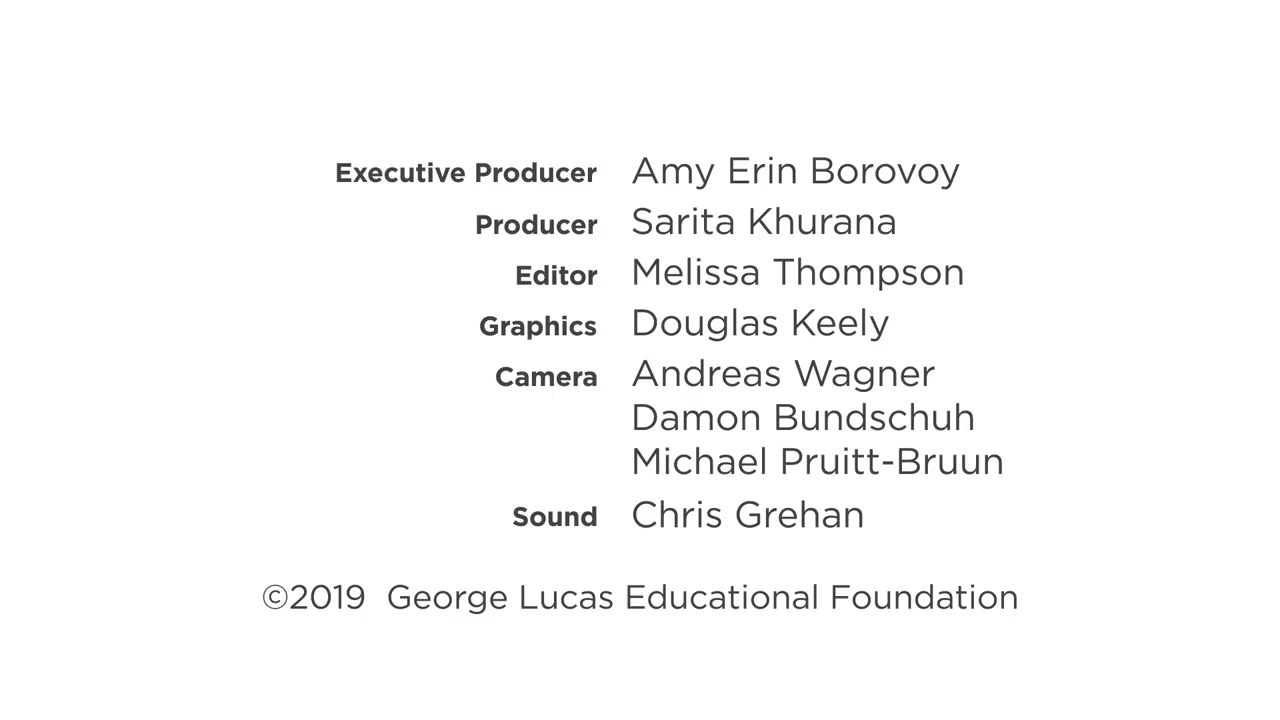 Executive Producer Amy Erin Borovoy
Producer Sarita Khurana
Editor Melissa Thompson
Graphics Douglas Keely
Camera Andreas Wagner
Damon Bundschuh
Michael Pruitt-Bruun
Sound Chris Grehan
©2019 George Lucas Educational Foundation